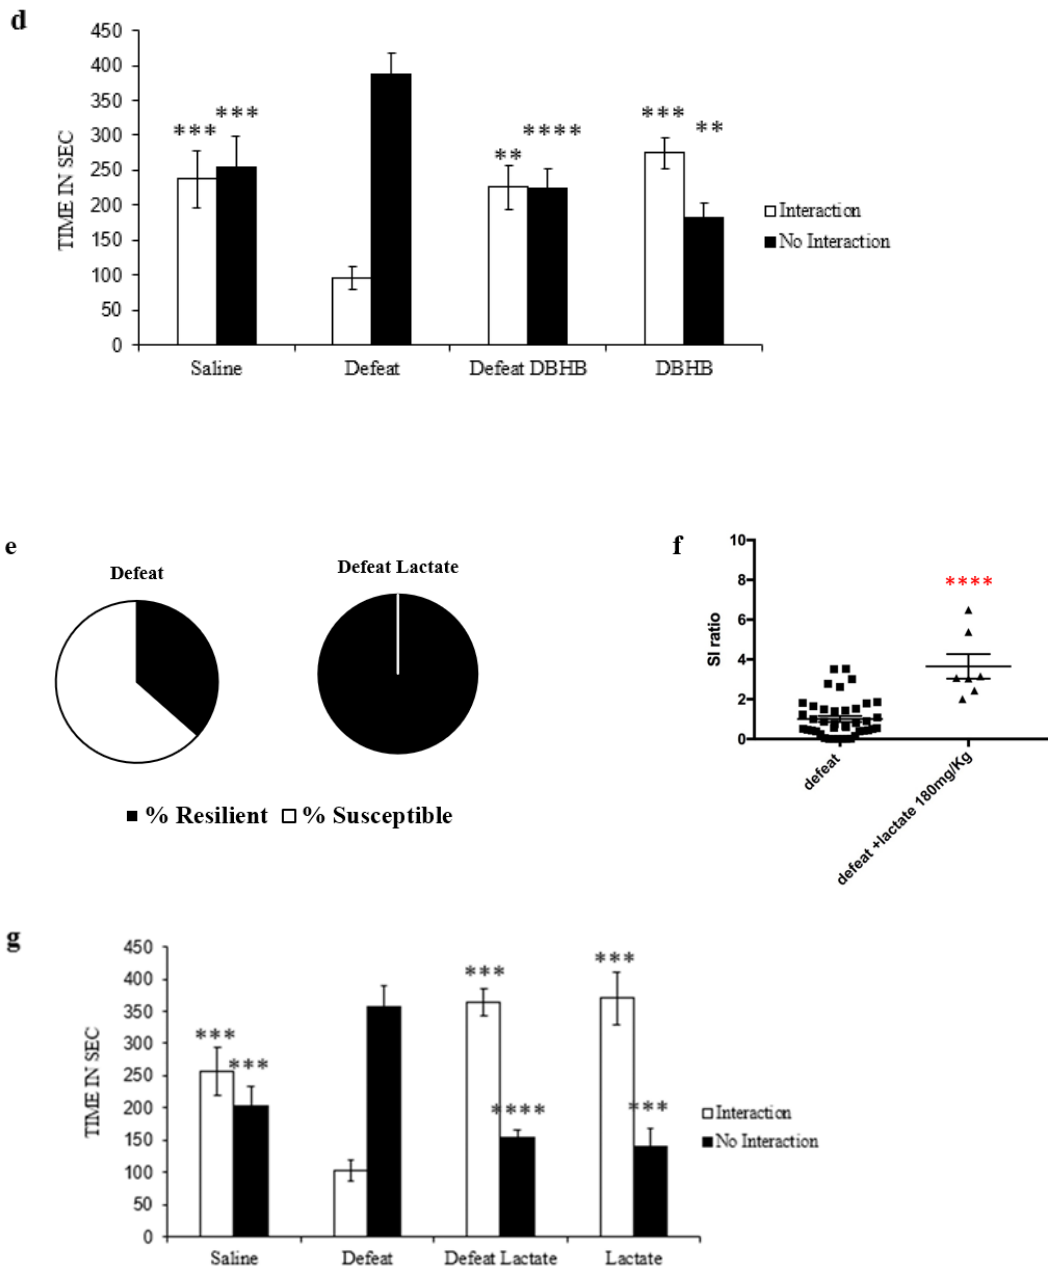 d
450
400
350
300
250
200
150
100
50
0
TIME IN SEC
*** ***
** ****
*** **
Saline Defeat Defeat DBHB DBHB
Interaction
No Interaction
e
Defeat
Defeat Lactate
% Resilient % Susceptible
f
10
8
6
4
2
0
SI ratio
****
defeat
defeat +lactate 180mg/Kg
g
450
400
350
300
250
200
150
100
50
0
TIME IN SEC
*** ***
*** ****
*** ***
Saline Defeat Defeat Lactate Lactate
Interaction
No Interaction